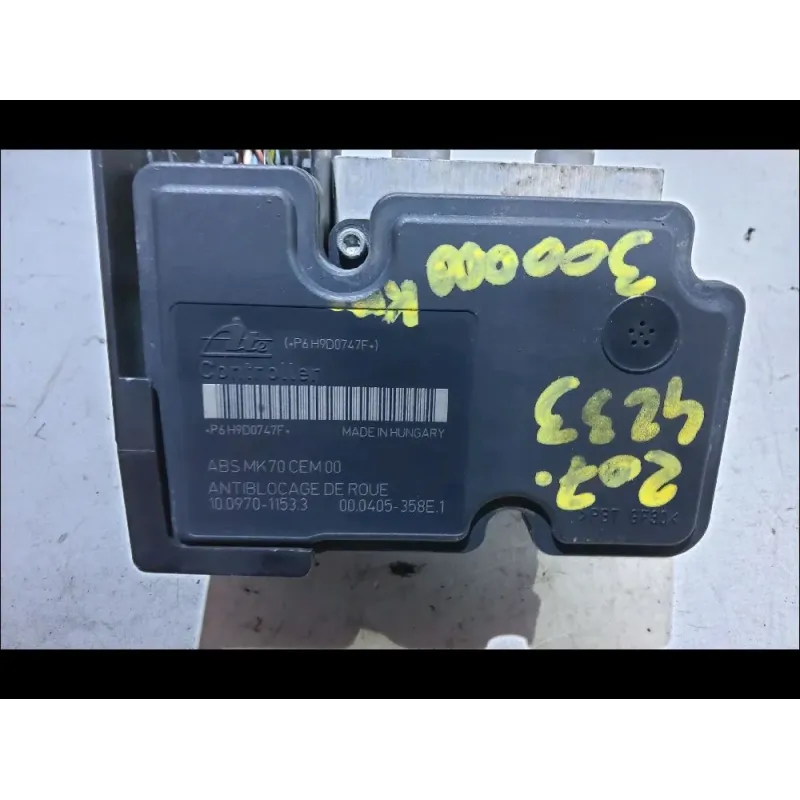 Ate (+P6H9D0747F+)
Controller
+P6H9D0747F+ MADE IN HUNGARY
ABS MK70 CEM 00
ANTIBLOCAGE DE ROUE
10.0970-1153.3 00.0405-358E.1
300000 Km
4233
207.